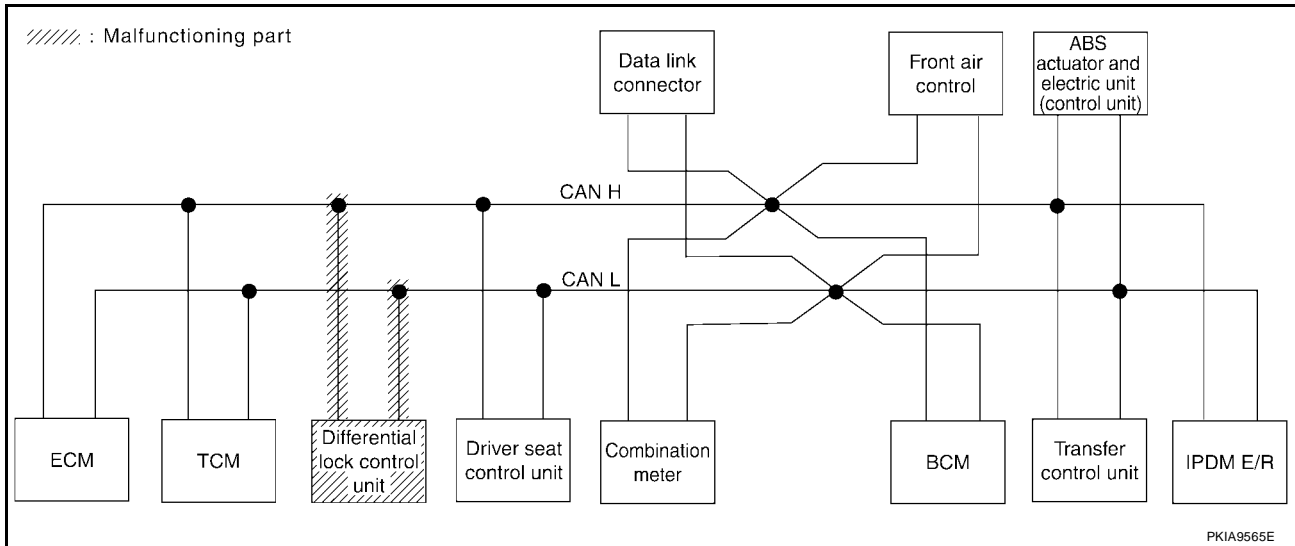 : Malfunctioning part
Data link
connector
Front air
control
ABS
actuator and
electric unit
(control unit)
CAN H
CAN L
ECM
TCM
Differential
lock control
unit
Driver seat
control unit
Combination
meter
BCM
Transfer
control unit
IPDM E/R
PKIA9565E